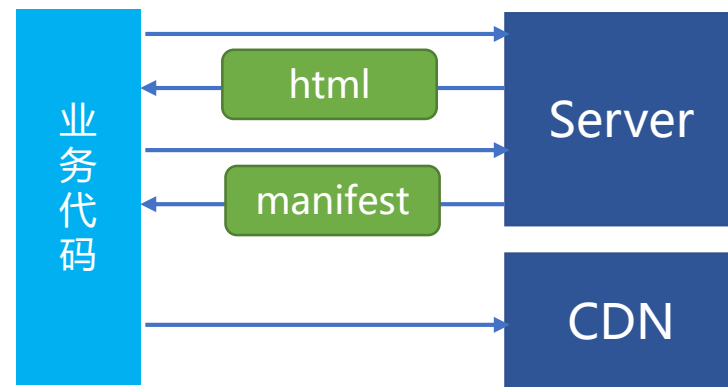 业
务
代
码
html
manifest
Server
CDN